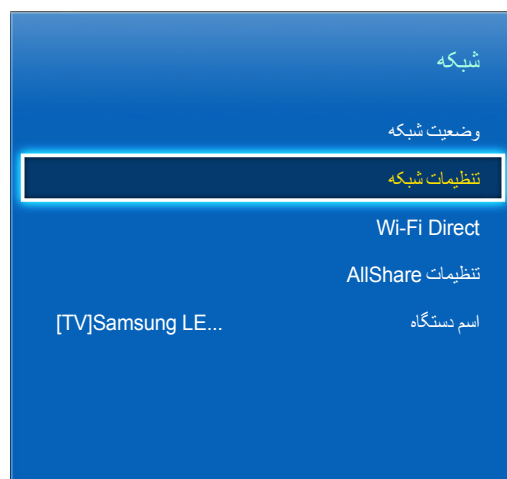 شبکه
وضعیت شبکه
تنظیمات شبکه
Wi-Fi Direct
تنظیمات AllShare
اسم دستگاه [TV]Samsung LE...